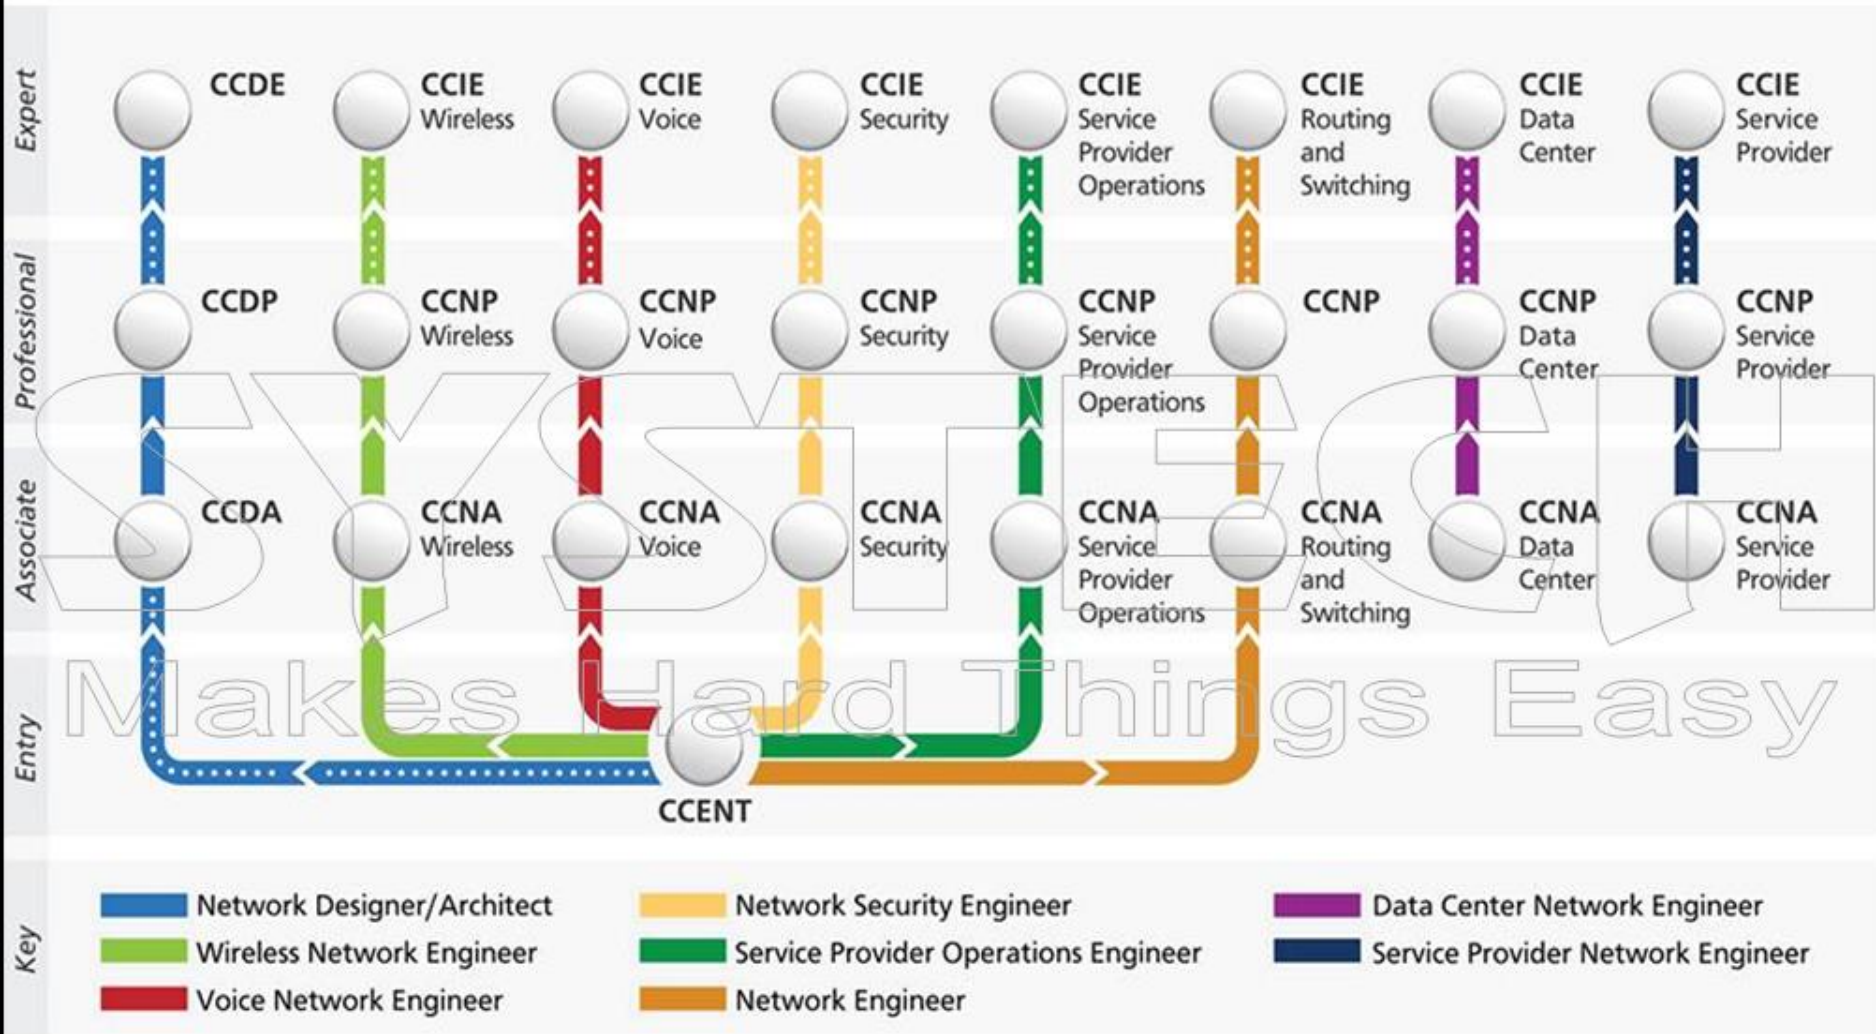 Expert
CCDE
CCIE
Wireless
CCIE
Voice
CCIE
Security
CCIE
Service
Provider
Operations
CCIE
Routing
and
Switching
CCIE
Data
Center
CCIE
Service
Provider
Professional
CCDP
CCNP
Wireless
CCNP
Voice
CCNP
Security
CCNP
Service
Provider
Operations
CCNP
CCNP
Data
Center
CCNP
Service
Provider
SYSTECH
Associate
CCDA
CCNA
Wireless
CCNA
Voice
CCNA
Security
CCNA
Service
Provider
Operations
CCNA
Routing
and
Switching
CCNA
Data
Center
CCNA
Service
Provider
Makes Hard Things Easy
Entry
CCENT
Key
Network Designer/Architect
Wireless Network Engineer
Voice Network Engineer
Network Security Engineer
Service Provider Operations Engineer
Network Engineer
Data Center Network Engineer
Service Provider Network Engineer